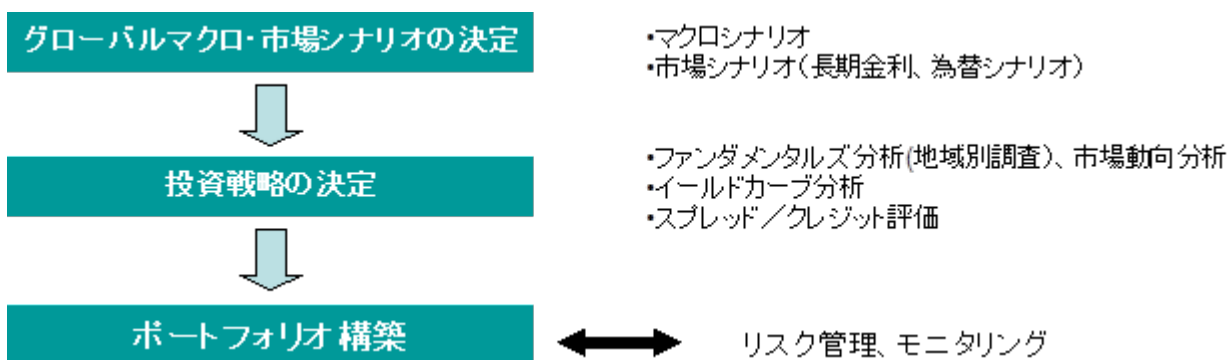 グローバルマクロ・市場シナリオの決定
・マクロシナリオ
・市場シナリオ(長期金利、為替シナリオ)
投資戦略の決定
・ファンダメンタルズ分析(地域別調査)、市場動向分析
・イールドカーブ分析
・スプレッド/クレジット評価
ポートフォリオ構築
リスク管理、モニタリング